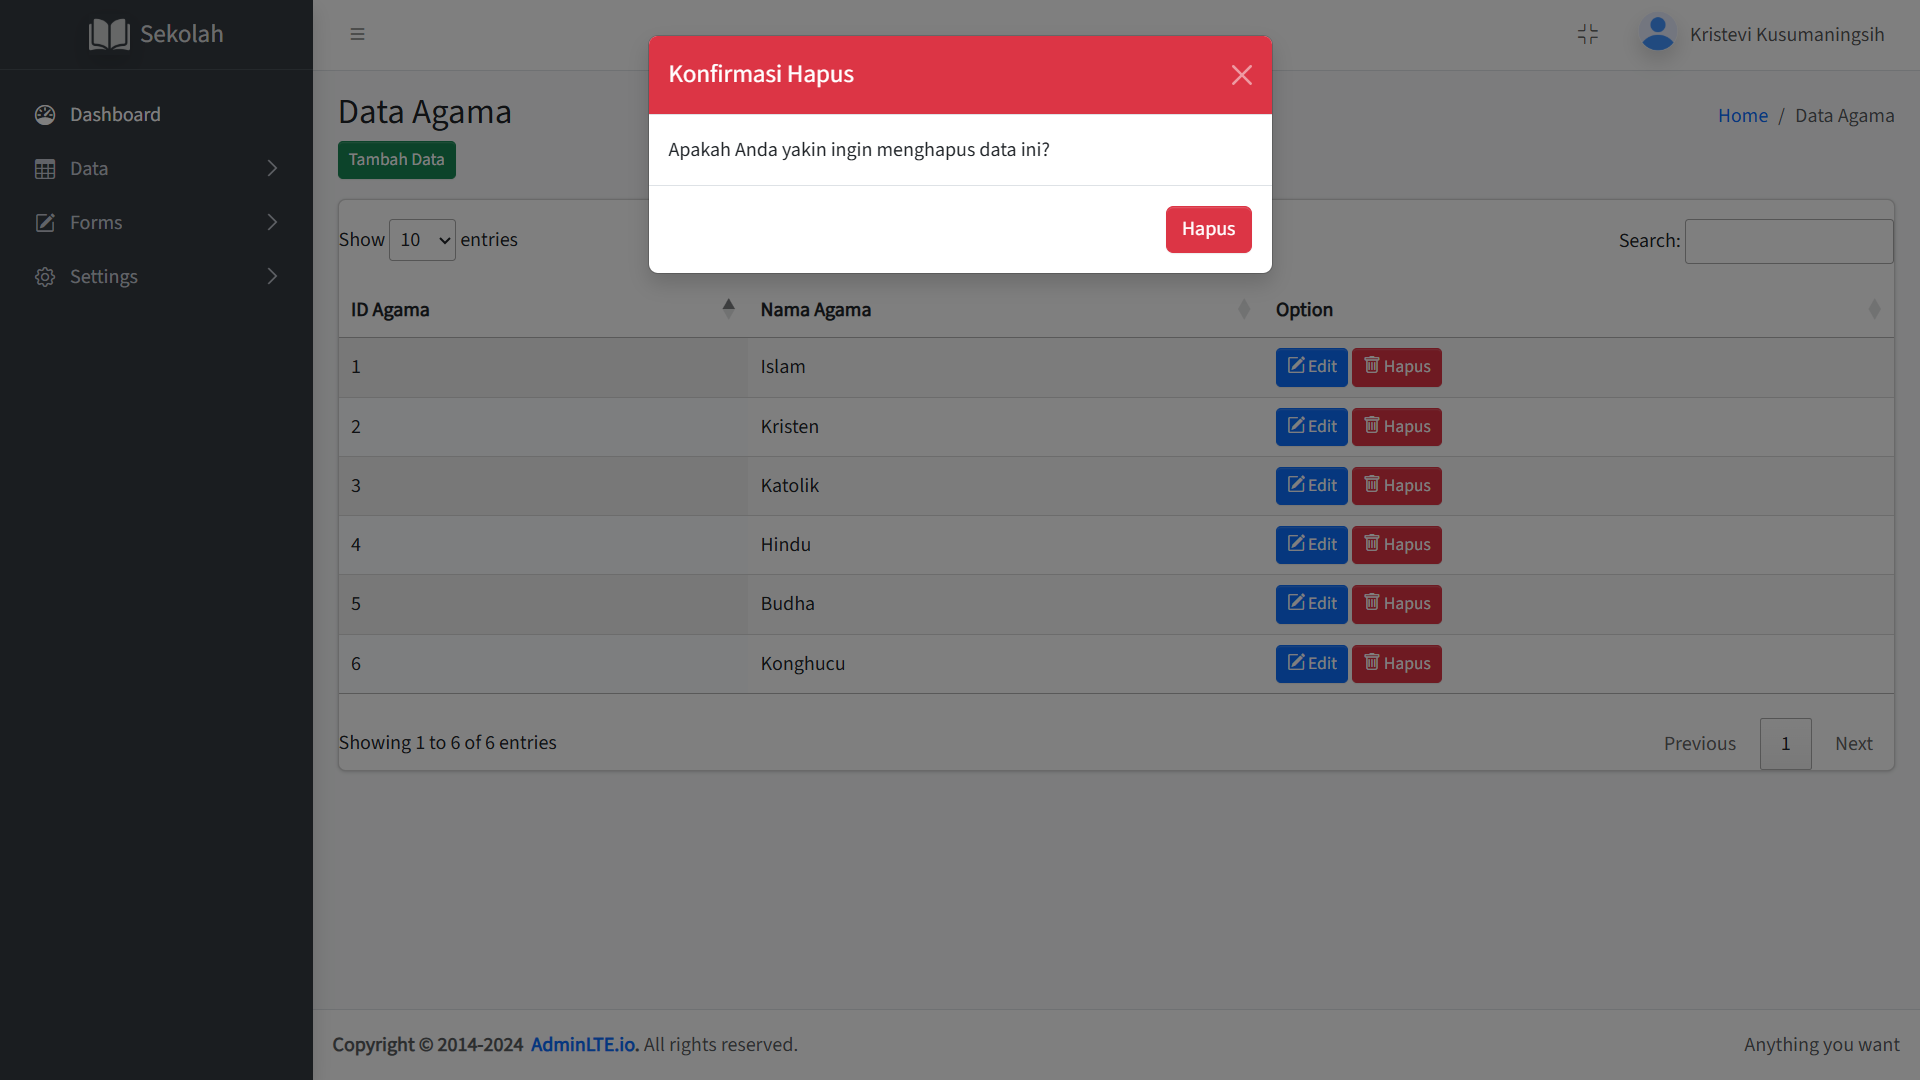 Sekolah
Kristevi Kusumaningsih
Dashboard
Data
Forms
Settings
Konfirmasi Hapus
Apakah Anda yakin ingin menghapus data ini?
Hapus
Data Agama
Home / Data Agama
Tambah Data
Show 10 entries
Search:
ID Agama Nama Agama Option
1 Islam Edit Hapus
2 Kristen Edit Hapus
3 Katolik Edit Hapus
4 Hindu Edit Hapus
5 Budha Edit Hapus
6 Konghucu Edit Hapus
Showing 1 to 6 of 6 entries
Previous 1 Next
Copyright © 2014-2024 AdminLTE.io. All rights reserved.
Anything you want